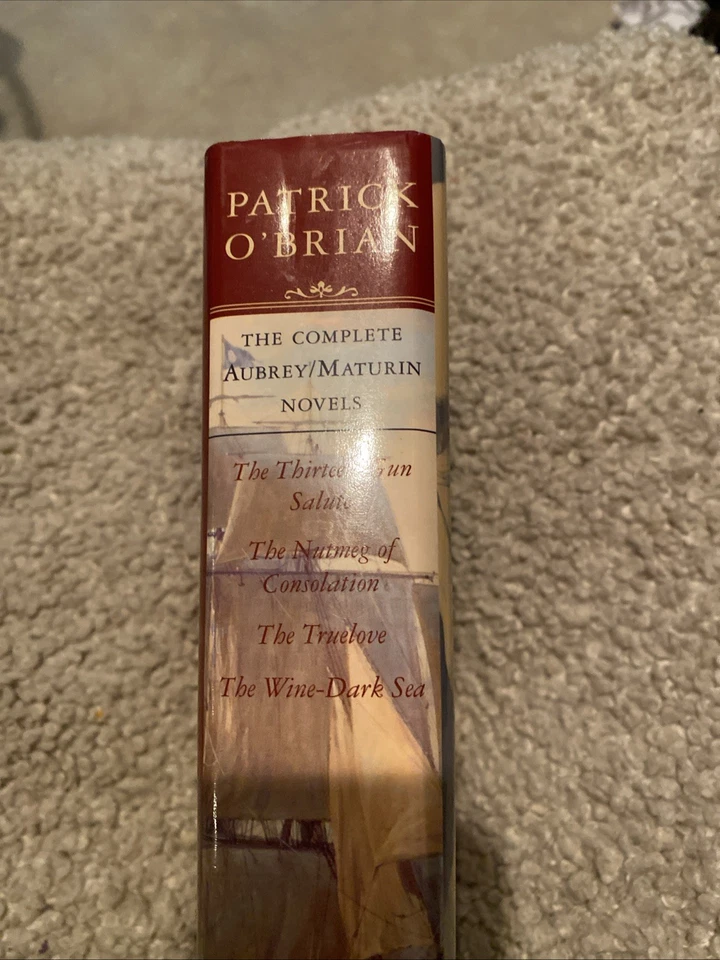 PATRICK
O'BRIAN
THE COMPLETE
AUBREY/MATURIN
NOVELS
The Thirteen Gun
Salute
The Nutmeg of
Consolation
The Truelove
The Wine-Dark Sea